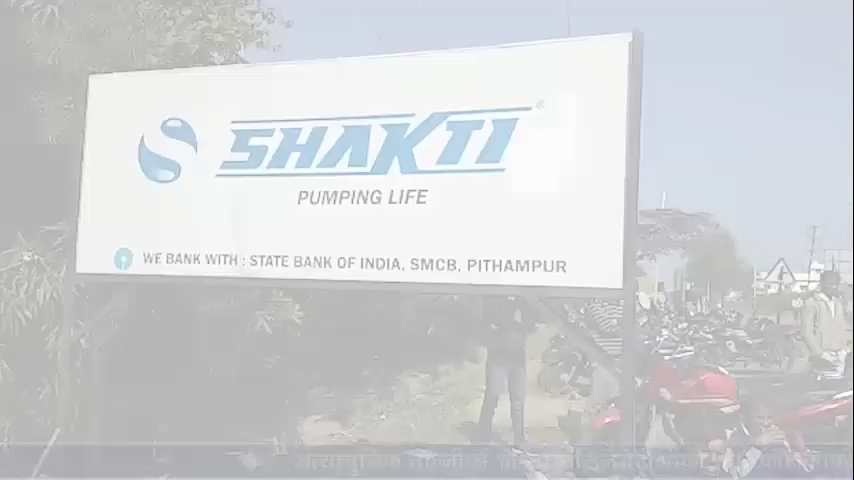 SHAKTI®
PUMPING LIFE
WE BANK WITH : STATE BANK OF INDIA, SMCB, PITHAMPUR